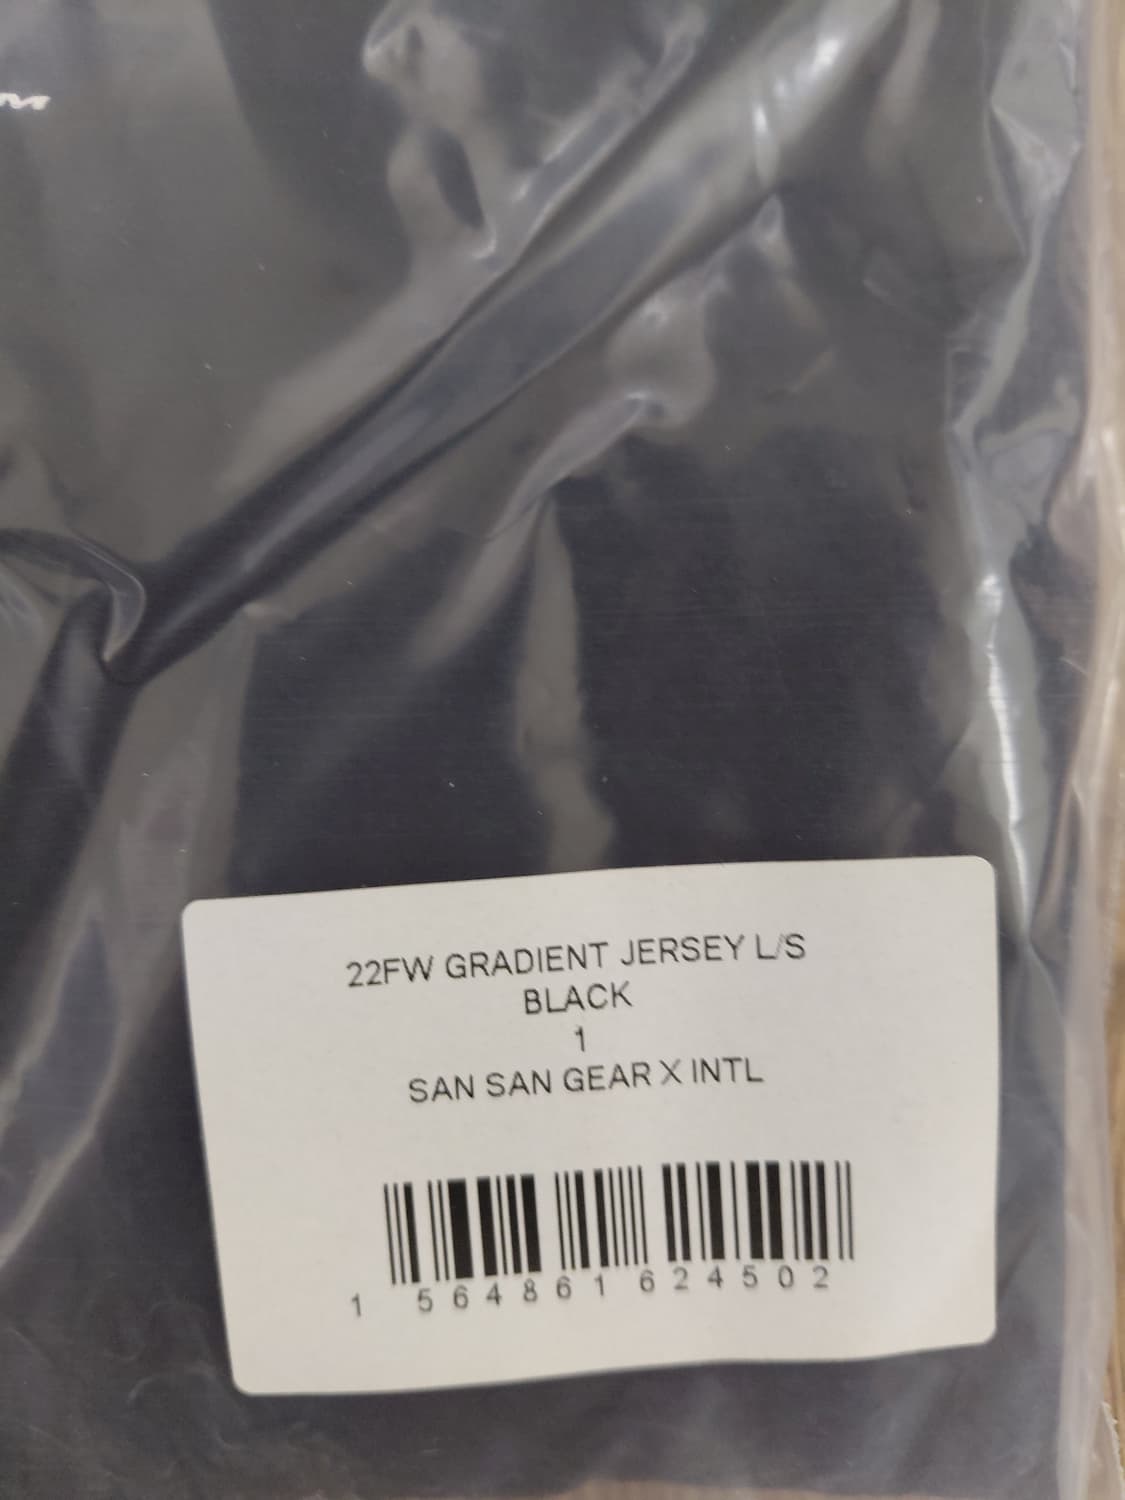 22FW GRADIENT JERSEY L/S
BLACK
1
SAN SAN GEAR X INTL
1 564861 624502